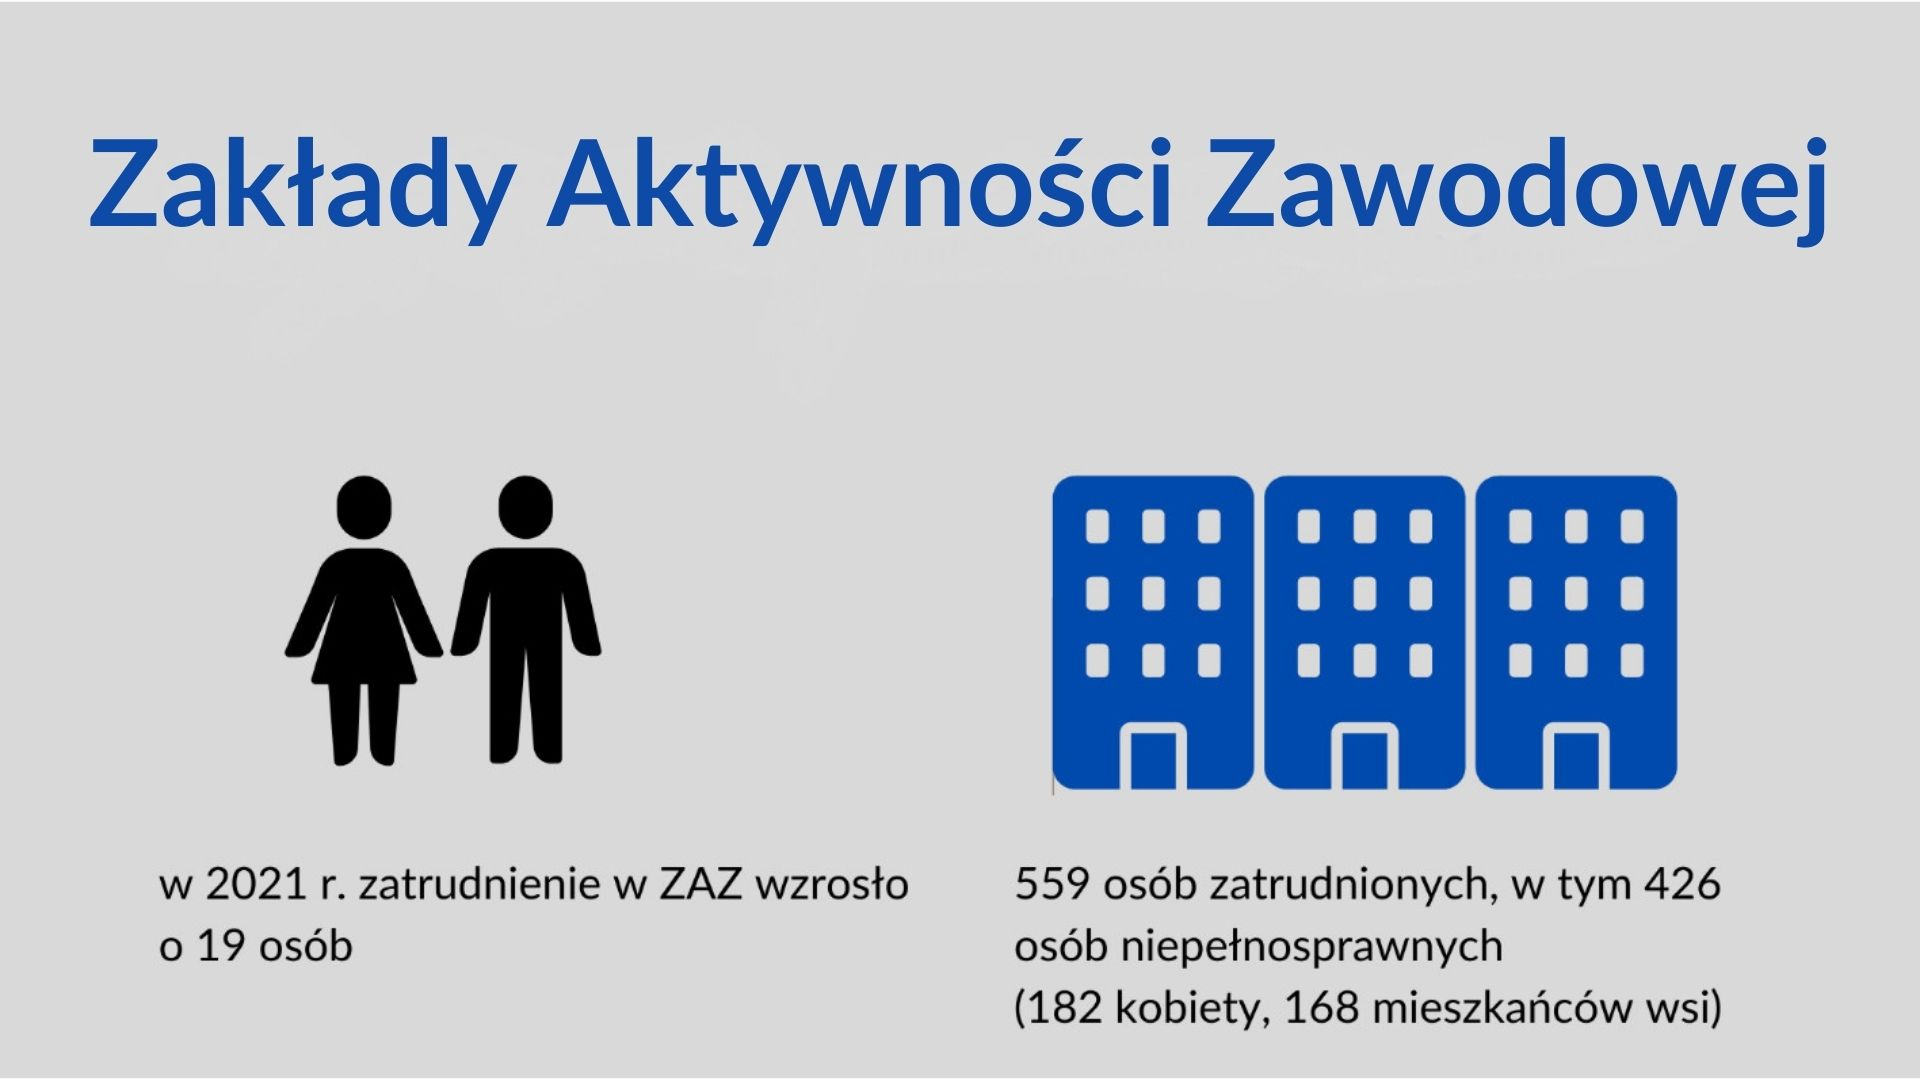 Zakłady Aktywności Zawodowej
w 2021 r. zatrudnienie w ZAZ wzrosło
o 19 osób
559 osób zatrudnionych, w tym 426
osób niepełnosprawnych
(182 kobiety, 168 mieszkańców wsi)